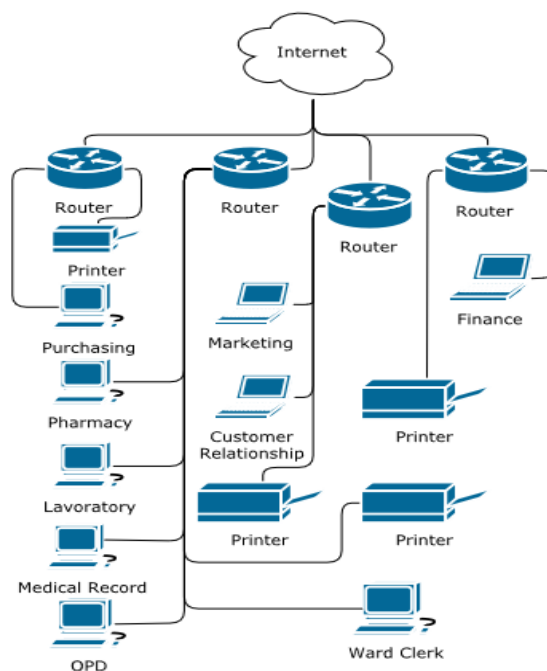 Internet
Router
Router
Router
Router
Printer
Purchasing
?
Marketing
Finance
Pharmacy
?
Customer
Relationship
Printer
Lavoratory
?
Printer
Printer
Medical Record
?
OPD
?
Ward Clerk
?